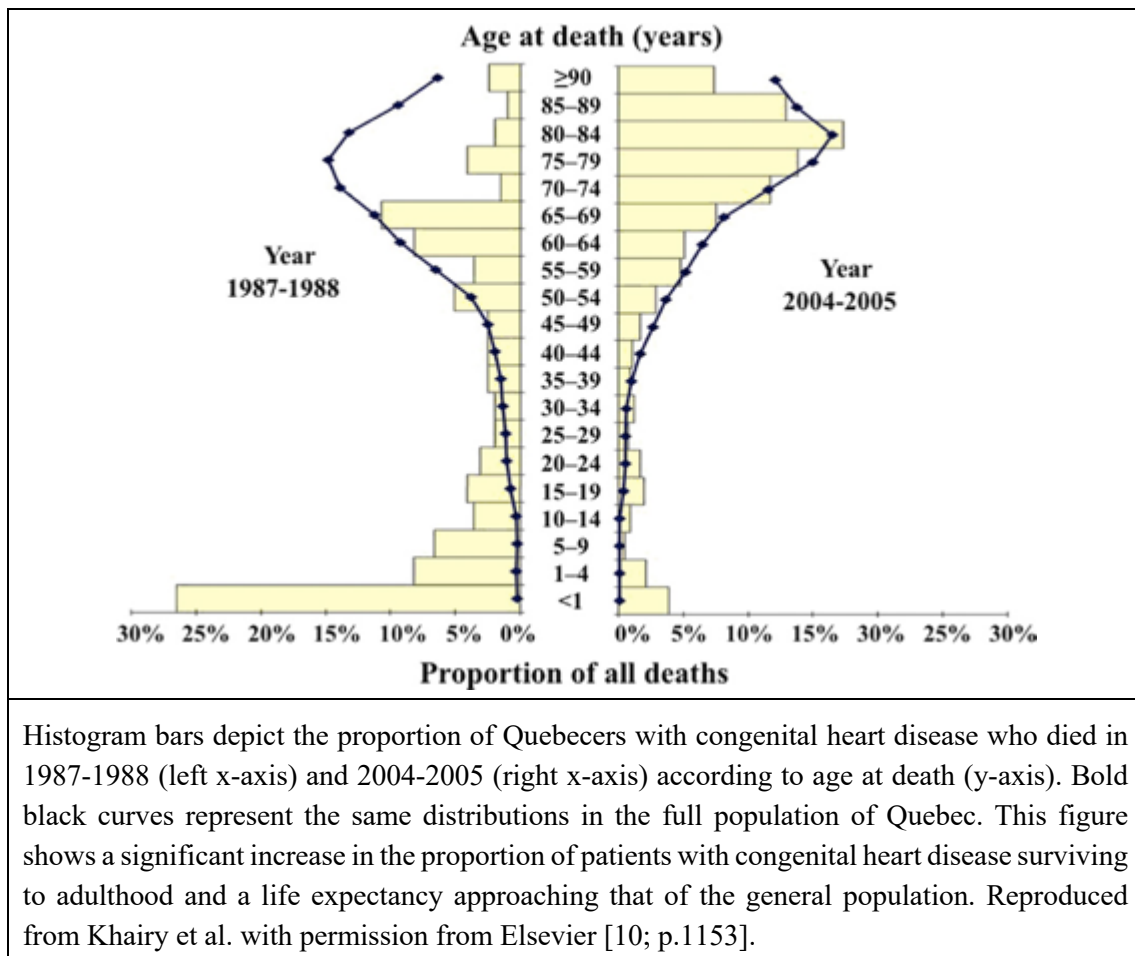 Age at death (years)
≥90
85–89
80–84
75–79
70–74
65–69
60–64
55–59
50–54
45–49
40–44
35–39
30–34
25–29
20–24
15–19
10–14
5–9
1–4
<1
Year
1987-1988
Year
2004-2005
30% 25% 20% 15% 10% 5% 0% 0% 5% 10% 15% 30% 25% 30%
Proportion of all deaths
Histogram bars depict the proportion of Quebecers with congenital heart disease who died in
1987-1988 (left x-axis) and 2004-2005 (right x-axis) according to age at death (y-axis). Bold
black curves represent the same distributions in the full population of Quebec. This figure
shows a significant increase in the proportion of patients with congenital heart disease surviving
to adulthood and a life expectancy approaching that of the general population. Reproduced
from Khairy et al. with permission from Elsevier [10; p.1153].